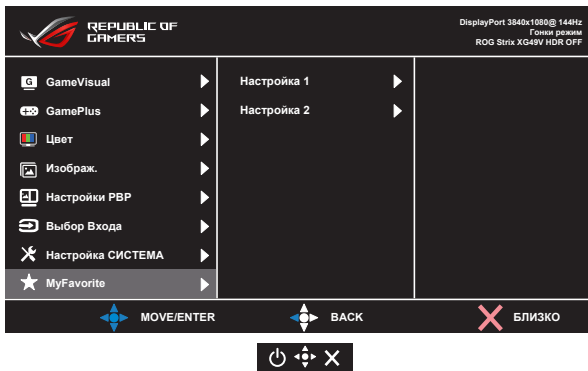 REPUBLIC OF
GAMERS
DisplayPort 3840x1080@ 144Hz
Гонки режим
ROG Strix XG49V HDR OFF
G GameVisual
GamePlus
Цвет
Изображ.
Настройки PBP
Выбор Входа
Настройка СИСТЕМА
MyFavorite
Настройка 1
Настройка 2
MOVE/ENTER
BACK
БЛИЗКО